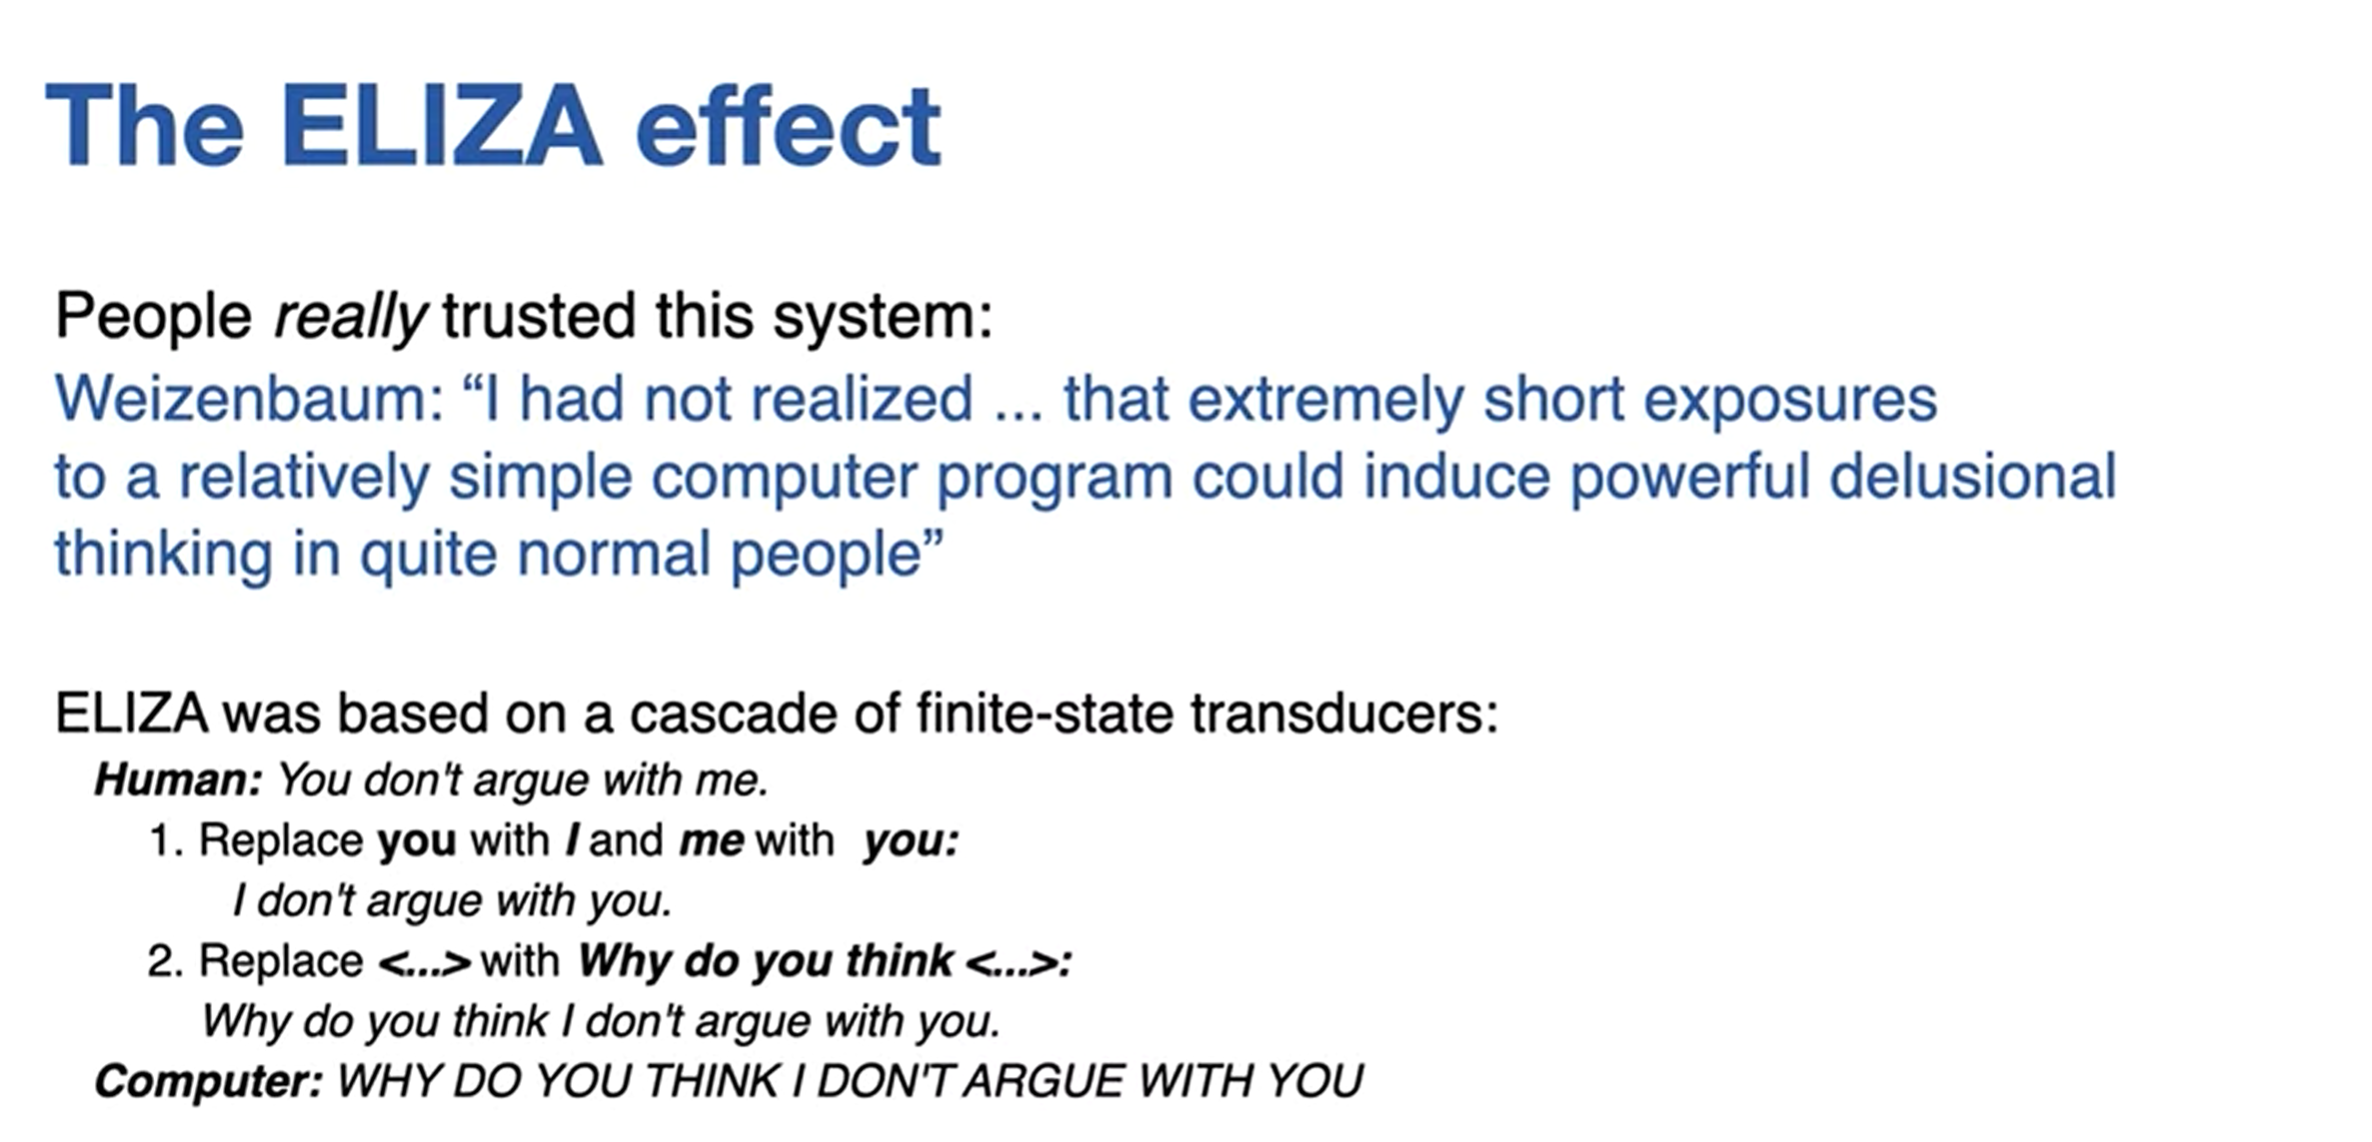 The ELIZA effect
People really trusted this system:
Weizenbaum: “I had not realized ... that extremely short exposures
to a relatively simple computer program could induce powerful delusional
thinking in quite normal people”
ELIZA was based on a cascade of finite-state transducers:
Human: You don't argue with me.
1. Replace you with I and me with you:
I don't argue with you.
2. Replace <...> with Why do you think <...>:
Why do you think I don't argue with you.
Computer: WHY DO YOU THINK I DON'T ARGUE WITH YOU